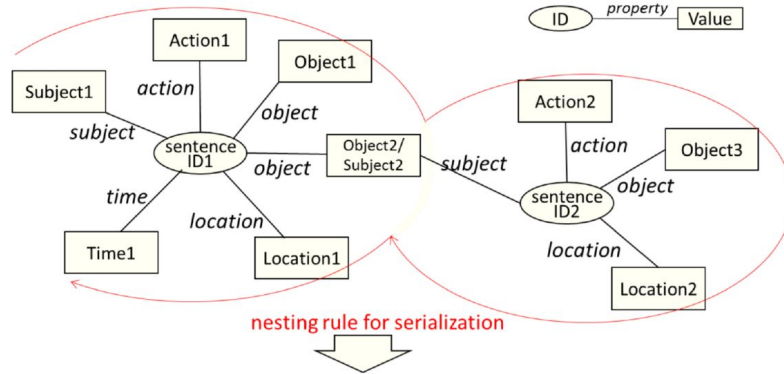 property
ID
Value
Action1
Object1
Subject1
action
object
subject
sentence
ID1
object
Object2/
Subject2
subject
time
location
Time1
Location1
Action2
action
Object3
object
sentence
ID2
location
Location2
nesting rule for serialization